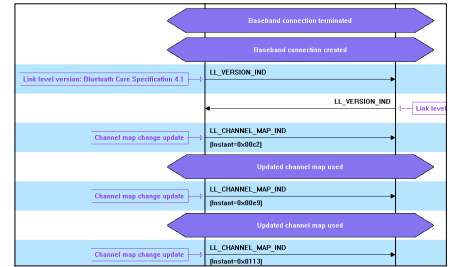 Baseband connection terminated
Baseband connection created
LL_VERSION_IND
Link level version: Bluetooth Core Specification 4.1
LL_VERSION_IND
Link level
LL_CHANNEL_MAP_IND
Channel map change update
[Instant=0x00c2]
Updated channel map used
LL_CHANNEL_MAP_IND
Channel map change update
[Instant=0x00e9]
Updated channel map used
LL_CHANNEL_MAP_IND
Channel map change update
[Instant=0x0113]